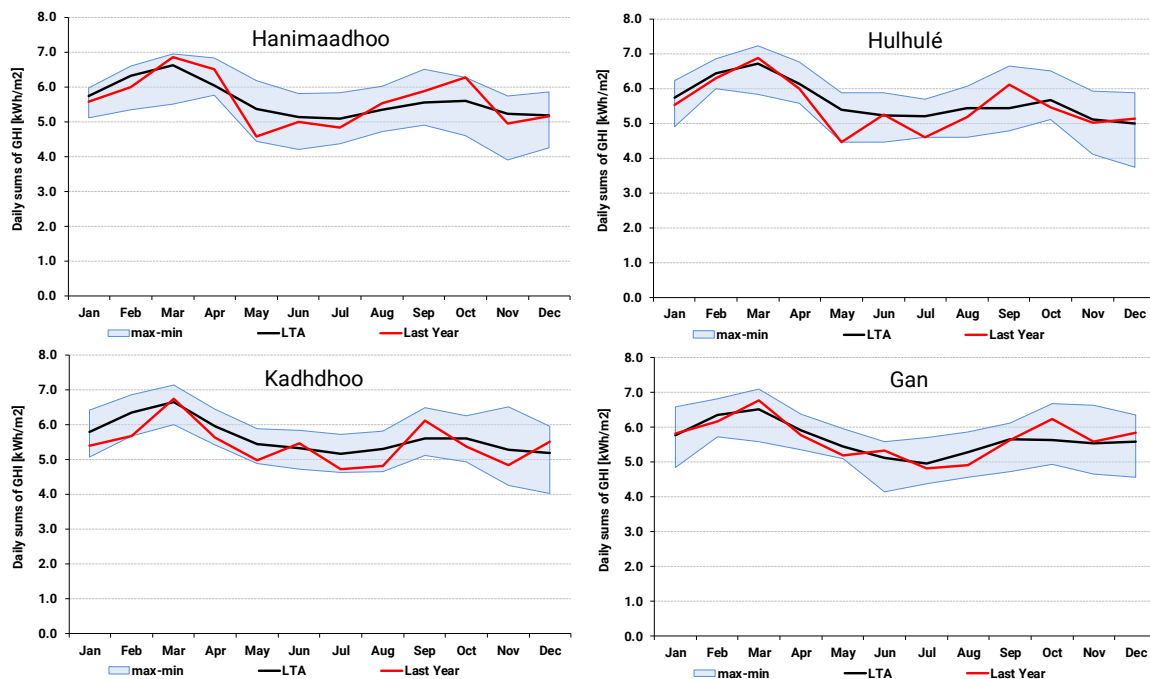 Hanimaadhoo
Daily sums of GHI [kWh/m2]
8.0
7.0
6.0
5.0
4.0
3.0
2.0
1.0
0.0
Jan Feb Mar Apr May Jun Jul Aug Sep Oct Nov Dec
max-min LTA Last Year
Hulhulé
Daily sums of GHI [kWh/m2]
8.0
7.0
6.0
5.0
4.0
3.0
2.0
1.0
0.0
Jan Feb Mar Apr May Jun Jul Aug Sep Oct Nov Dec
max-min LTA Last Year
Kadhdhoo
Daily sums of GHI [kWh/m2]
8.0
7.0
6.0
5.0
4.0
3.0
2.0
1.0
0.0
Jan Feb Mar Apr May Jun Jul Aug Sep Oct Nov Dec
max-min LTA Last Year
Gan
Daily sums of GHI [kWh/m2]
8.0
7.0
6.0
5.0
4.0
3.0
2.0
1.0
0.0
Jan Feb Mar Apr May Jun Jul Aug Sep Oct Nov Dec
max-min LTA Last Year